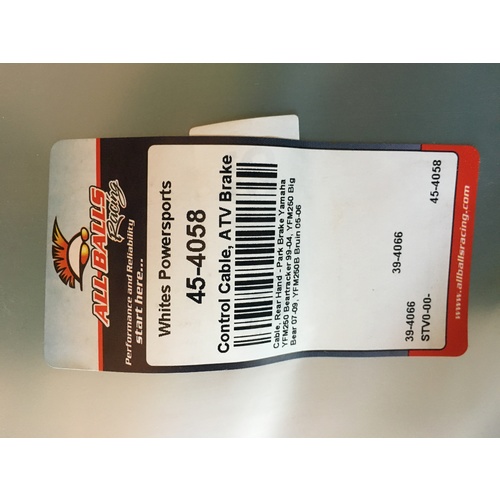 ALL BALLS
Racing
Performance and Reliability
start here...
Whites Powersports
45-4058
Control Cable, ATV Brake
Cable, Rear Hand - Park Brake Yamaha
YFM250 Beartracker 99-04, YFM250 Big
Bear 07-09, YFM250B Bruin 05-06
39-4066 39-4066 45-4058
STV0-00-
www.allballsracing.com